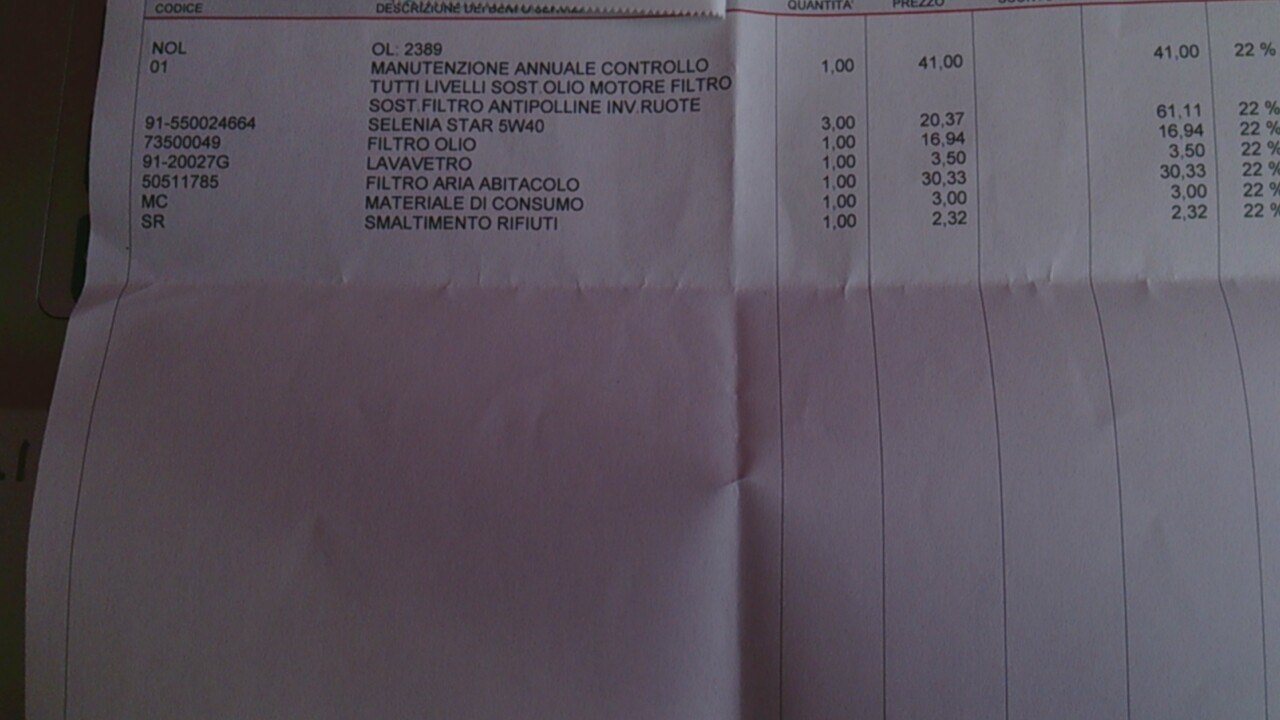 CODICE DESCRIZIONE QUANTITA' PREZZO
NOL OL: 2389
01 MANUTENZIONE ANNUALE CONTROLLO 1,00 41,00 41,00 22 %
TUTTI LIVELLI SOST.OLIO MOTORE FILTRO
SOST.FILTRO ANTIPOLLINE INV.RUOTE
91-550024664 SELENIA STAR 5W40 3,00 20,37 61,11 22 %
73500049 FILTRO OLIO 1,00 16,94 16,94 22 %
91-20027G LAVAVETRO 1,00 3,50 3,50 22 %
50511785 FILTRO ARIA ABITACOLO 1,00 30,33 30,33 22 %
MC MATERIALE DI CONSUMO 1,00 3,00 3,00 22 %
SR SMALTIMENTO RIFIUTI 1,00 2,32 2,32 22 %